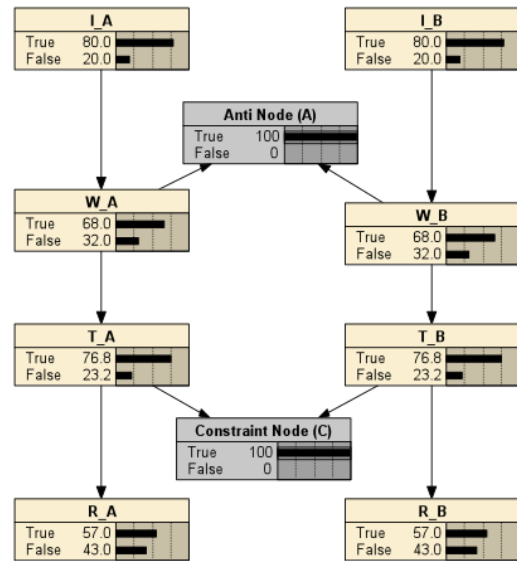 I_A
True 80.0
False 20.0
I_B
True 80.0
False 20.0
Anti Node (A)
True 100
False 0
W_A
True 68.0
False 32.0
W_B
True 68.0
False 32.0
T_A
True 76.8
False 23.2
T_B
True 76.8
False 23.2
Constraint Node (C)
True 100
False 0
R_A
True 57.0
False 43.0
R_B
True 57.0
False 43.0